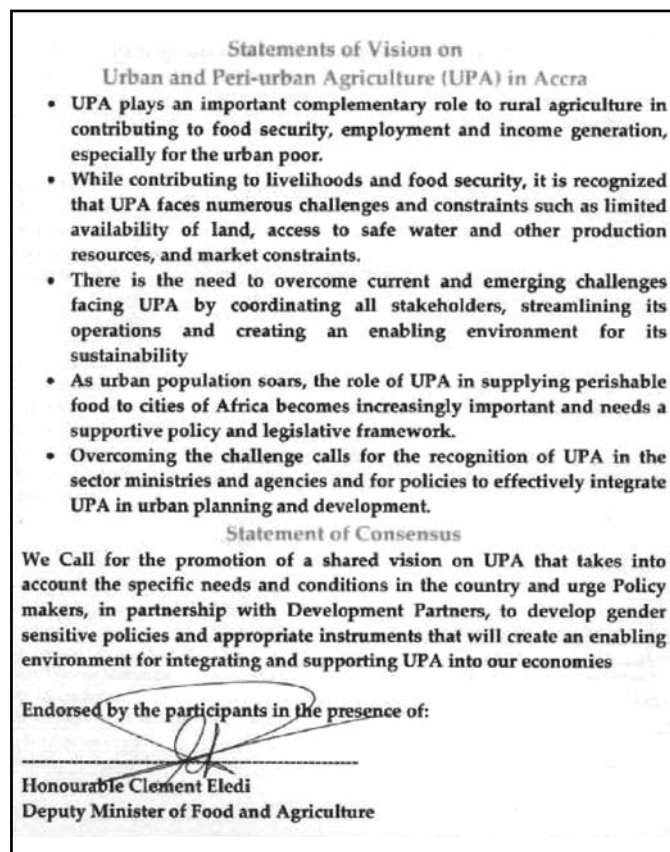 Statements of Vision on
Urban and Peri-urban Agriculture (UPA) in Accra
• UPA plays an important complementary role to rural agriculture in
contributing to food security, employment and income generation,
especially for the urban poor.
• While contributing to livelihoods and food security, it is recognized
that UPA faces numerous challenges and constraints such as limited
availability of land, access to safe water and other production
resources, and market constraints.
• There is the need to overcome current and emerging challenges
facing UPA by coordinating all stakeholders, streamlining its
operations and creating an enabling environment for its
sustainability
• As urban population soars, the role of UPA in supplying perishable
food to cities of Africa becomes increasingly important and needs a
supportive policy and legislative framework.
• Overcoming the challenge calls for the recognition of UPA in the
sector ministries and agencies and for policies to effectively integrate
UPA in urban planning and development.
Statement of Consensus
We Call for the promotion of a shared vision on UPA that takes into
account the specific needs and conditions in the country and urge Policy
makers, in partnership with Development Partners, to develop gender
sensitive policies and appropriate instruments that will create an enabling
environment for integrating and supporting UPA into our economies
Endorsed by the participants in the presence of:
Honourable Clement Eledi
Deputy Minister of Food and Agriculture